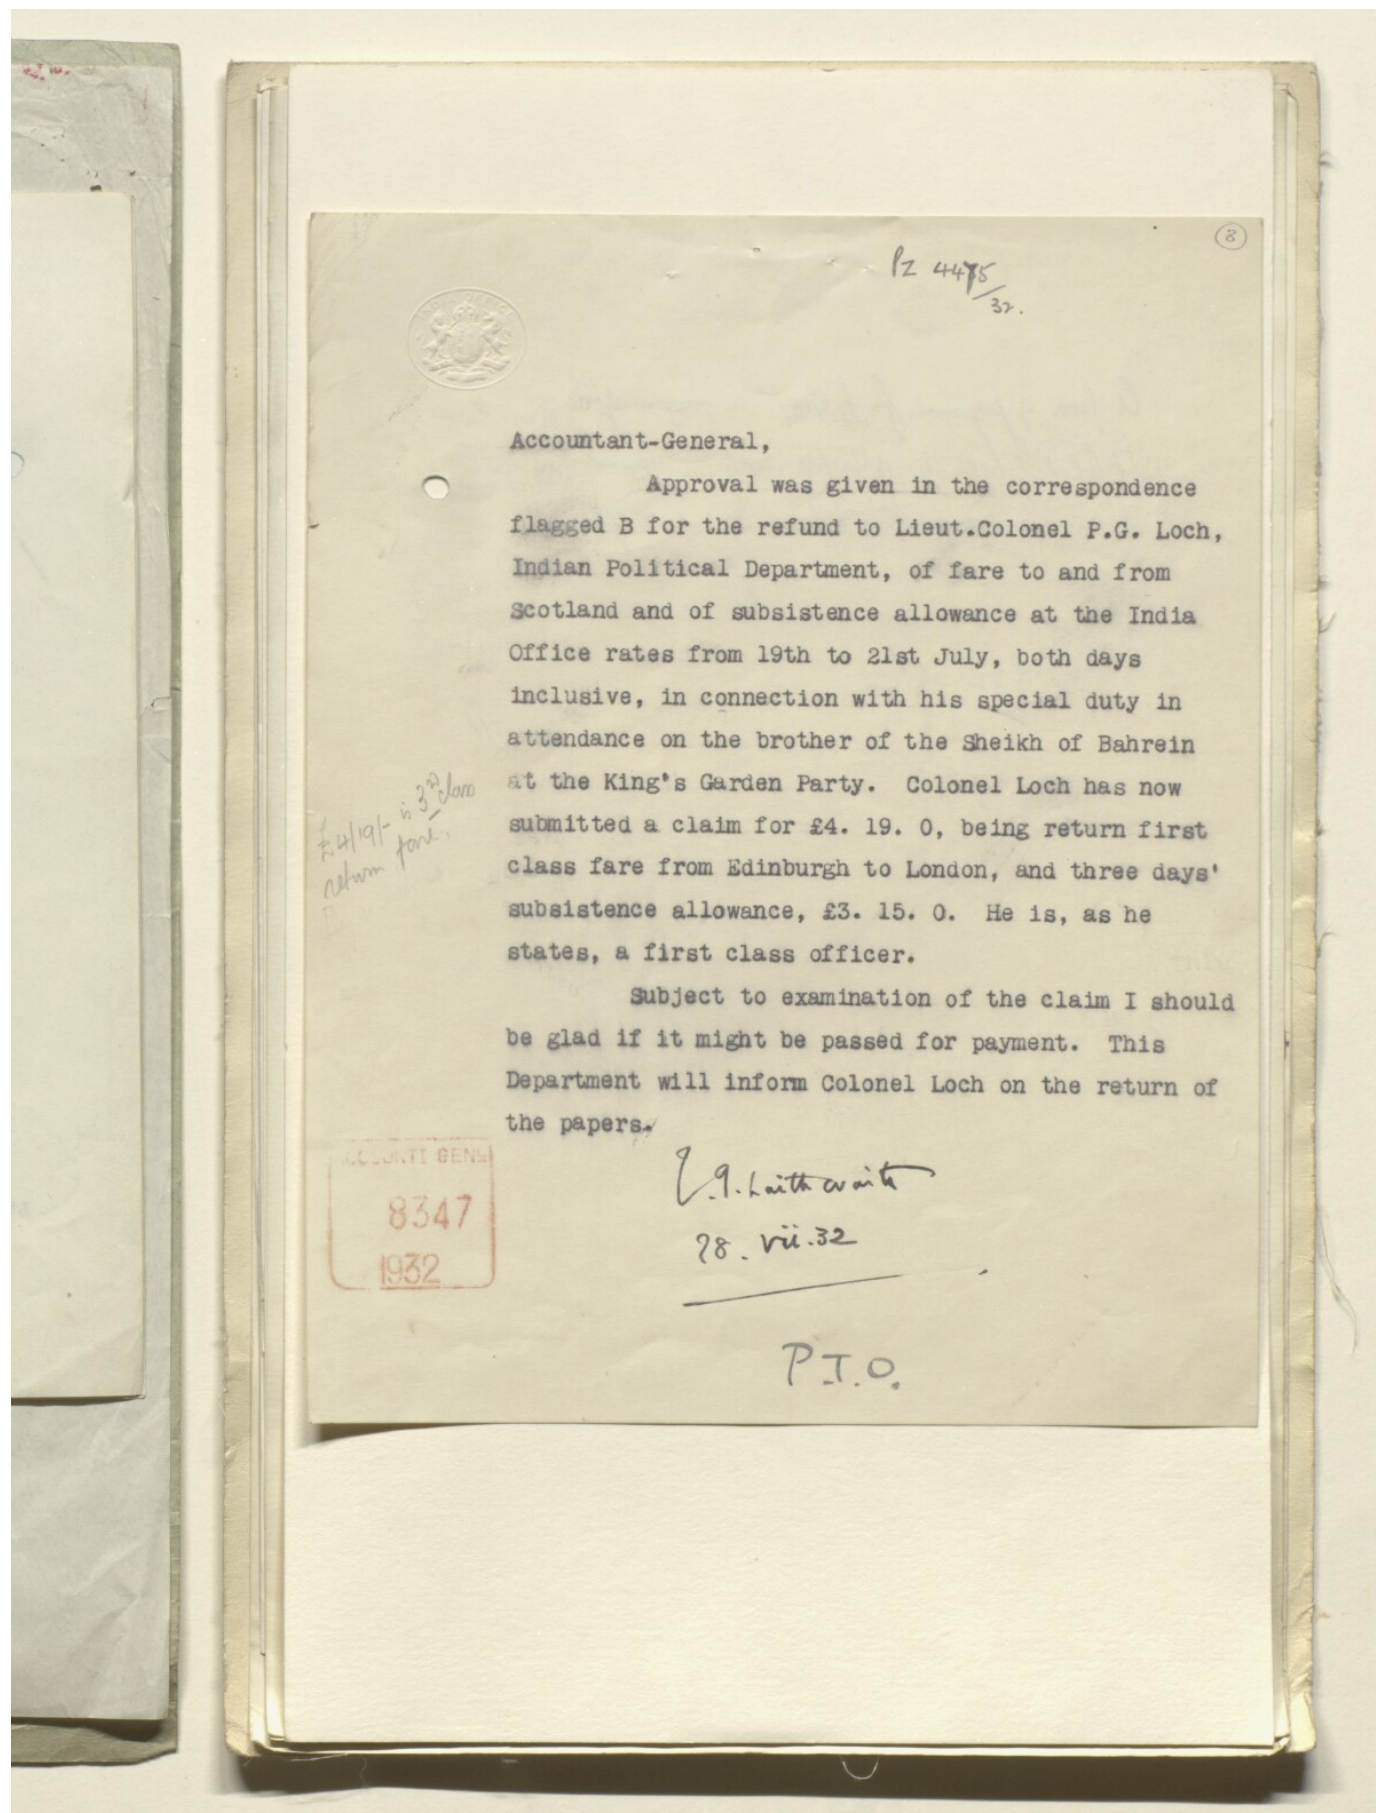 8
PZ 4475
/32.
Accountant-General,
Approval was given in the correspondence
flagged B for the refund to Lieut.Colonel P.G. Loch,
Indian Political Department, of fare to and from
Scotland and of subsistence allowance at the India
Office rates from 19th to 21st July, both days
inclusive, in connection with his special duty in
attendance on the brother of the Sheikh of Bahrein
at the King's Garden Party. Colonel Loch has now
submitted a claim for £4. 19. 0, being return first
class fare from Edinburgh to London, and three days'
subsistence allowance, £3. 15. 0. He is, as he
states, a first class officer.
£4/19/- is 3rd class
return fare.
Subject to examination of the claim I should
be glad if it might be passed for payment. This
Department will inform Colonel Loch on the return of
the papers.
J.G. Laithwaite
28.vii.32
ACCOUNTT GENL
8347
1932
P.T.O.